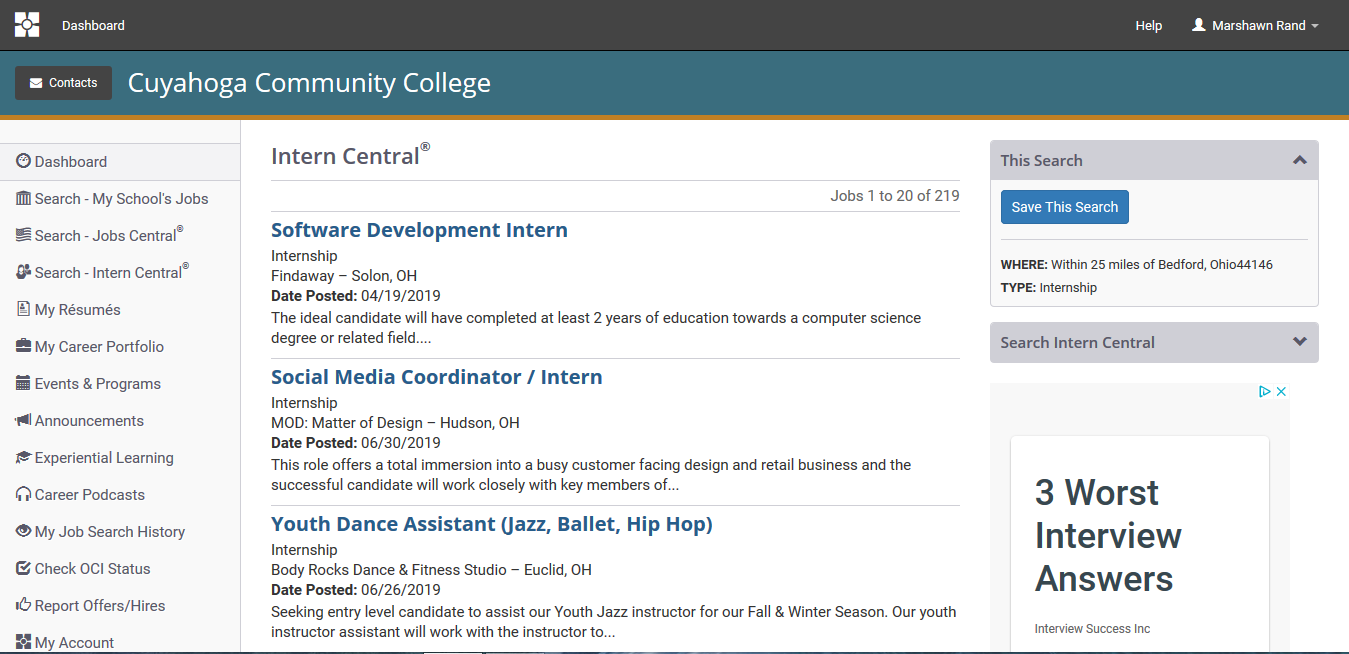 Dashboard
Help
Marshawn Rand
Contacts
Cuyahoga Community College
Dashboard
Search - My School's Jobs
Search - Jobs Central®
Search - Intern Central®
My Résumés
My Career Portfolio
Events & Programs
Announcements
Experiential Learning
Career Podcasts
My Job Search History
Check OCI Status
Report Offers/Hires
My Account
Intern Central®
Jobs 1 to 20 of 219
Software Development Intern
Internship
Findaway – Solon, OH
Date Posted: 04/19/2019
The ideal candidate will have completed at least 2 years of education towards a computer science
degree or related field....
Social Media Coordinator / Intern
Internship
MOD: Matter of Design – Hudson, OH
Date Posted: 06/30/2019
This role offers a total immersion into a busy customer facing design and retail business and the
successful candidate will work closely with key members of...
Youth Dance Assistant (Jazz, Ballet, Hip Hop)
Internship
Body Rocks Dance & Fitness Studio – Euclid, OH
Date Posted: 06/26/2019
Seeking entry level candidate to assist our Youth Jazz instructor for our Fall & Winter Season. Our youth
instructor assistant will work with the instructor to...
This Search
Save This Search
WHERE: Within 25 miles of Bedford, Ohio44146
TYPE: Internship
Search Intern Central
3 Worst
Interview
Answers
Interview Success Inc